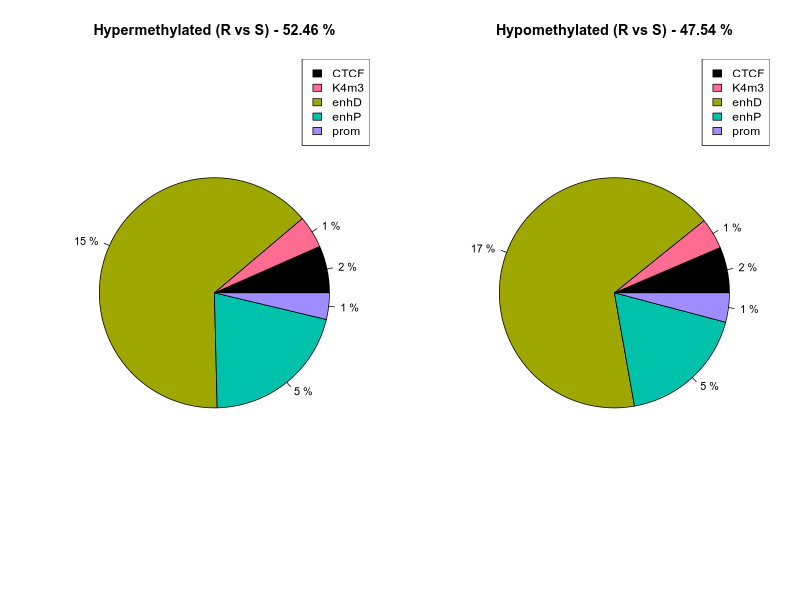 Hypermethylated (R vs S) - 52.46 %
CTCF
K4m3
enhD
enhP
prom
15 %
1 %
2 %
1 %
5 %
Hypomethylated (R vs S) - 47.54 %
CTCF
K4m3
enhD
enhP
prom
17 %
1 %
2 %
1 %
5 %